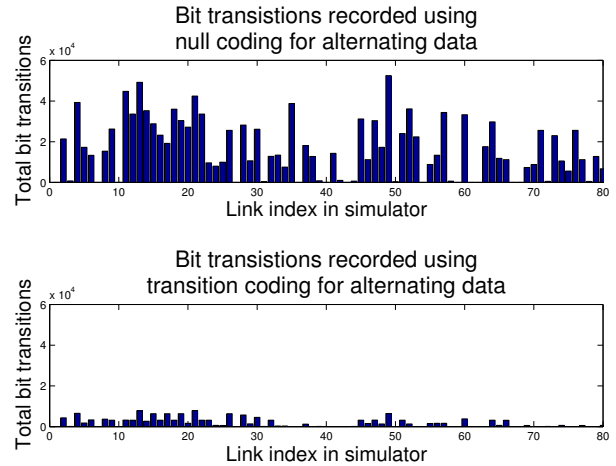 Bit transistions recorded using
null coding for alternating data
x 10^4
6
4
2
0
Total bit transitions
0 10 20 30 40 50 60 70 80
Link index in simulator
Bit transistions recorded using
transition coding for alternating data
x 10^4
6
4
2
0
Total bit transitions
0 10 20 30 40 50 60 70 80
Link index in simulator